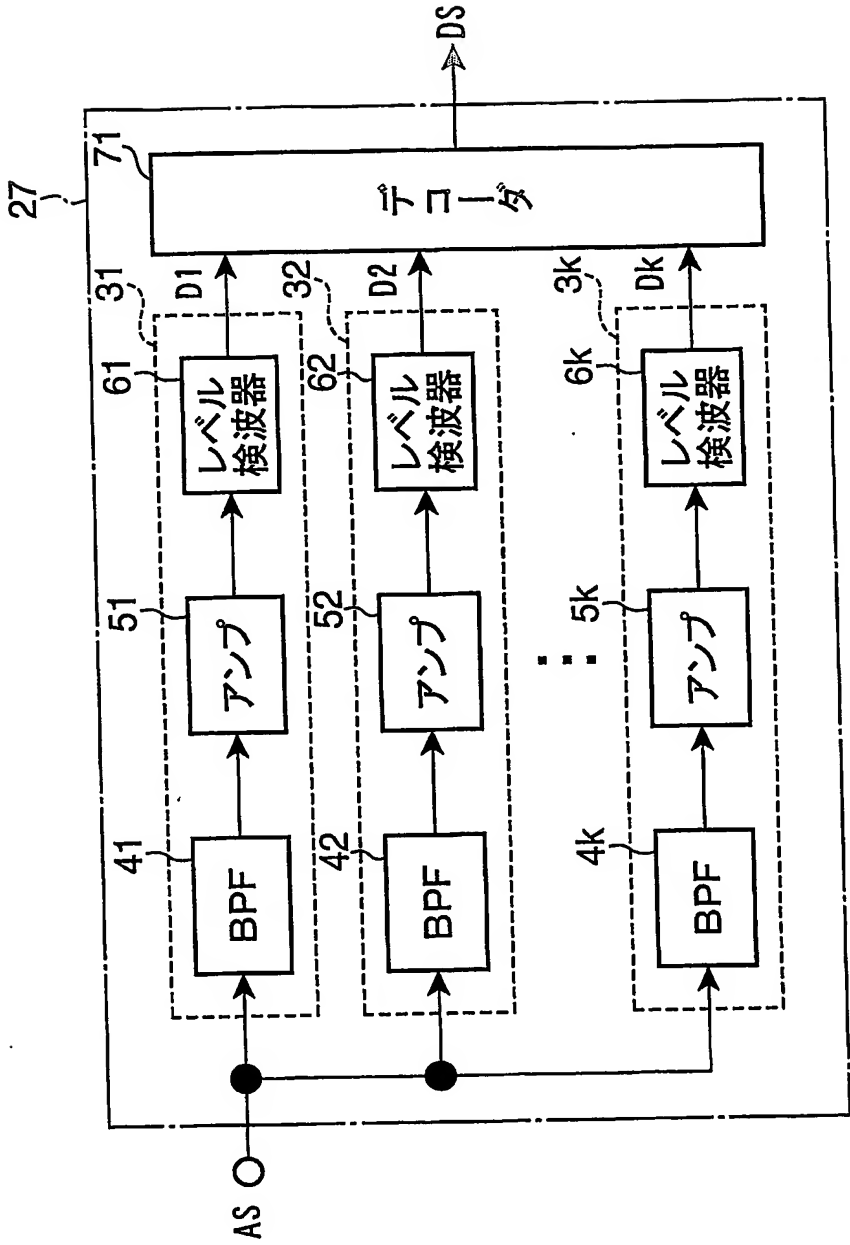 27
31
41
BPF
51
アンプ
61
レベル
検波器
D1
71
デコーダ
DS
AS
32
42
BPF
52
アンプ
62
レベル
検波器
D2
3k
4k
BPF
5k
アンプ
6k
レベル
検波器
Dk